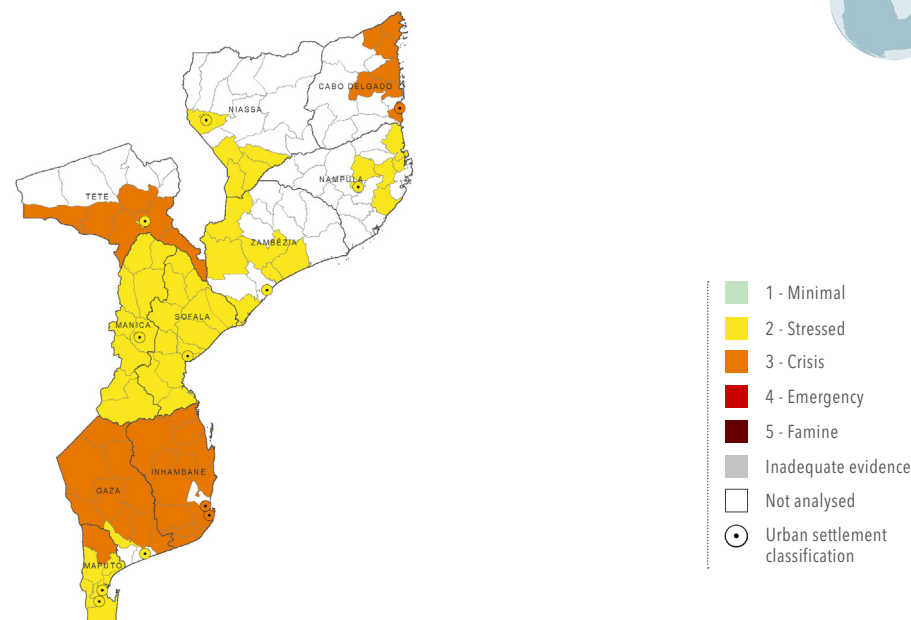 CABO DELGADO
NIASSA
NAMPULA
TETE
ZAMBEZIA
SOFALA
MANICA
INHAMBANE
GAZA
MAPUTO
1 - Minimal
2 - Stressed
3 - Crisis
4 - Emergency
5 - Famine
Inadequate evidence
Not analysed
Urban settlement
classification